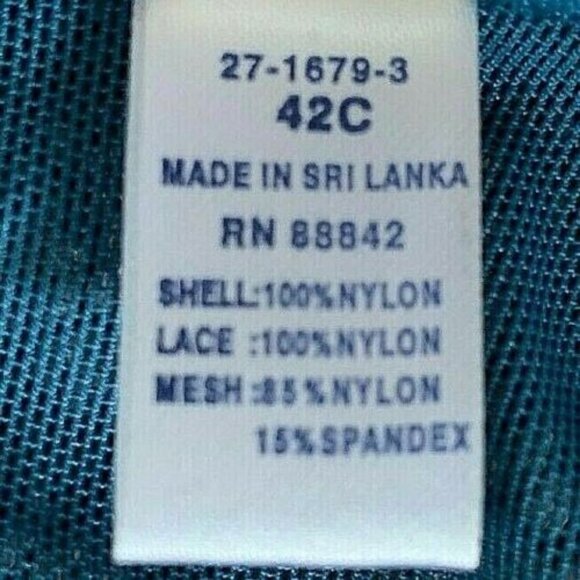 27-1679-3
42C
MADE IN SRI LANKA
RN 88842
SHELL:100%NYLON
LACE :100%NYLON
MESH :85%NYLON
15%SPANDEX